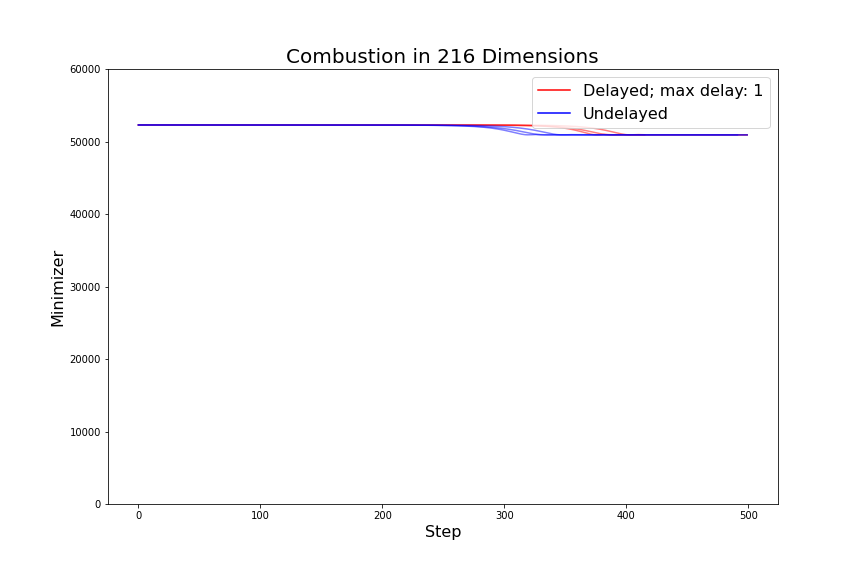 Combustion in 216 Dimensions
Delayed; max delay: 1
Undelayed
Minimizer
60000
50000
40000
30000
20000
10000
0
0 100 200 300 400 500
Step